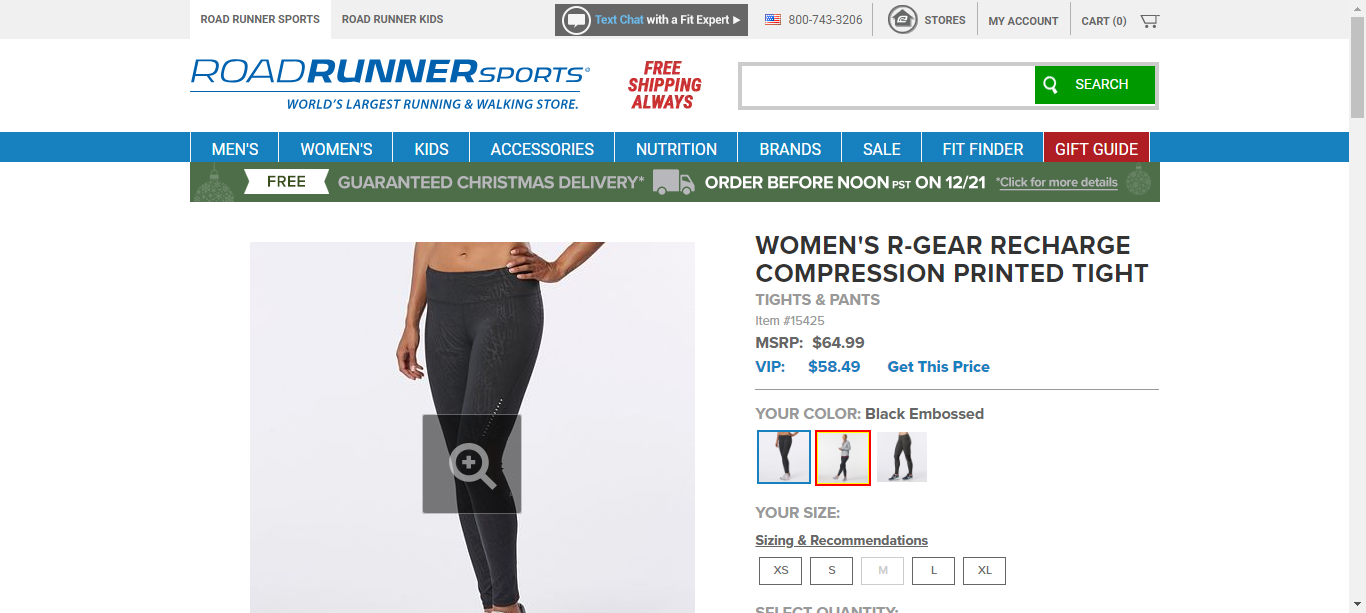 ROAD RUNNER SPORTS ROAD RUNNER KIDS Text Chat with a Fit Expert 800-743-3206 STORES MY ACCOUNT CART (0)
ROADRUNNERSPORTS®
WORLD'S LARGEST RUNNING & WALKING STORE.
FREE
SHIPPING
ALWAYS
SEARCH
MEN'S WOMEN'S KIDS ACCESSORIES NUTRITION BRANDS SALE FIT FINDER GIFT GUIDE
FREE GUARANTEED CHRISTMAS DELIVERY* ORDER BEFORE NOON PST ON 12/21 *Click for more details
WOMEN'S R-GEAR RECHARGE
COMPRESSION PRINTED TIGHT
TIGHTS & PANTS
Item #15425
MSRP: $64.99
VIP: $58.49 Get This Price
YOUR COLOR: Black Embossed
YOUR SIZE:
Sizing & Recommendations
XS S M L XL
SELECT QUANTITY: